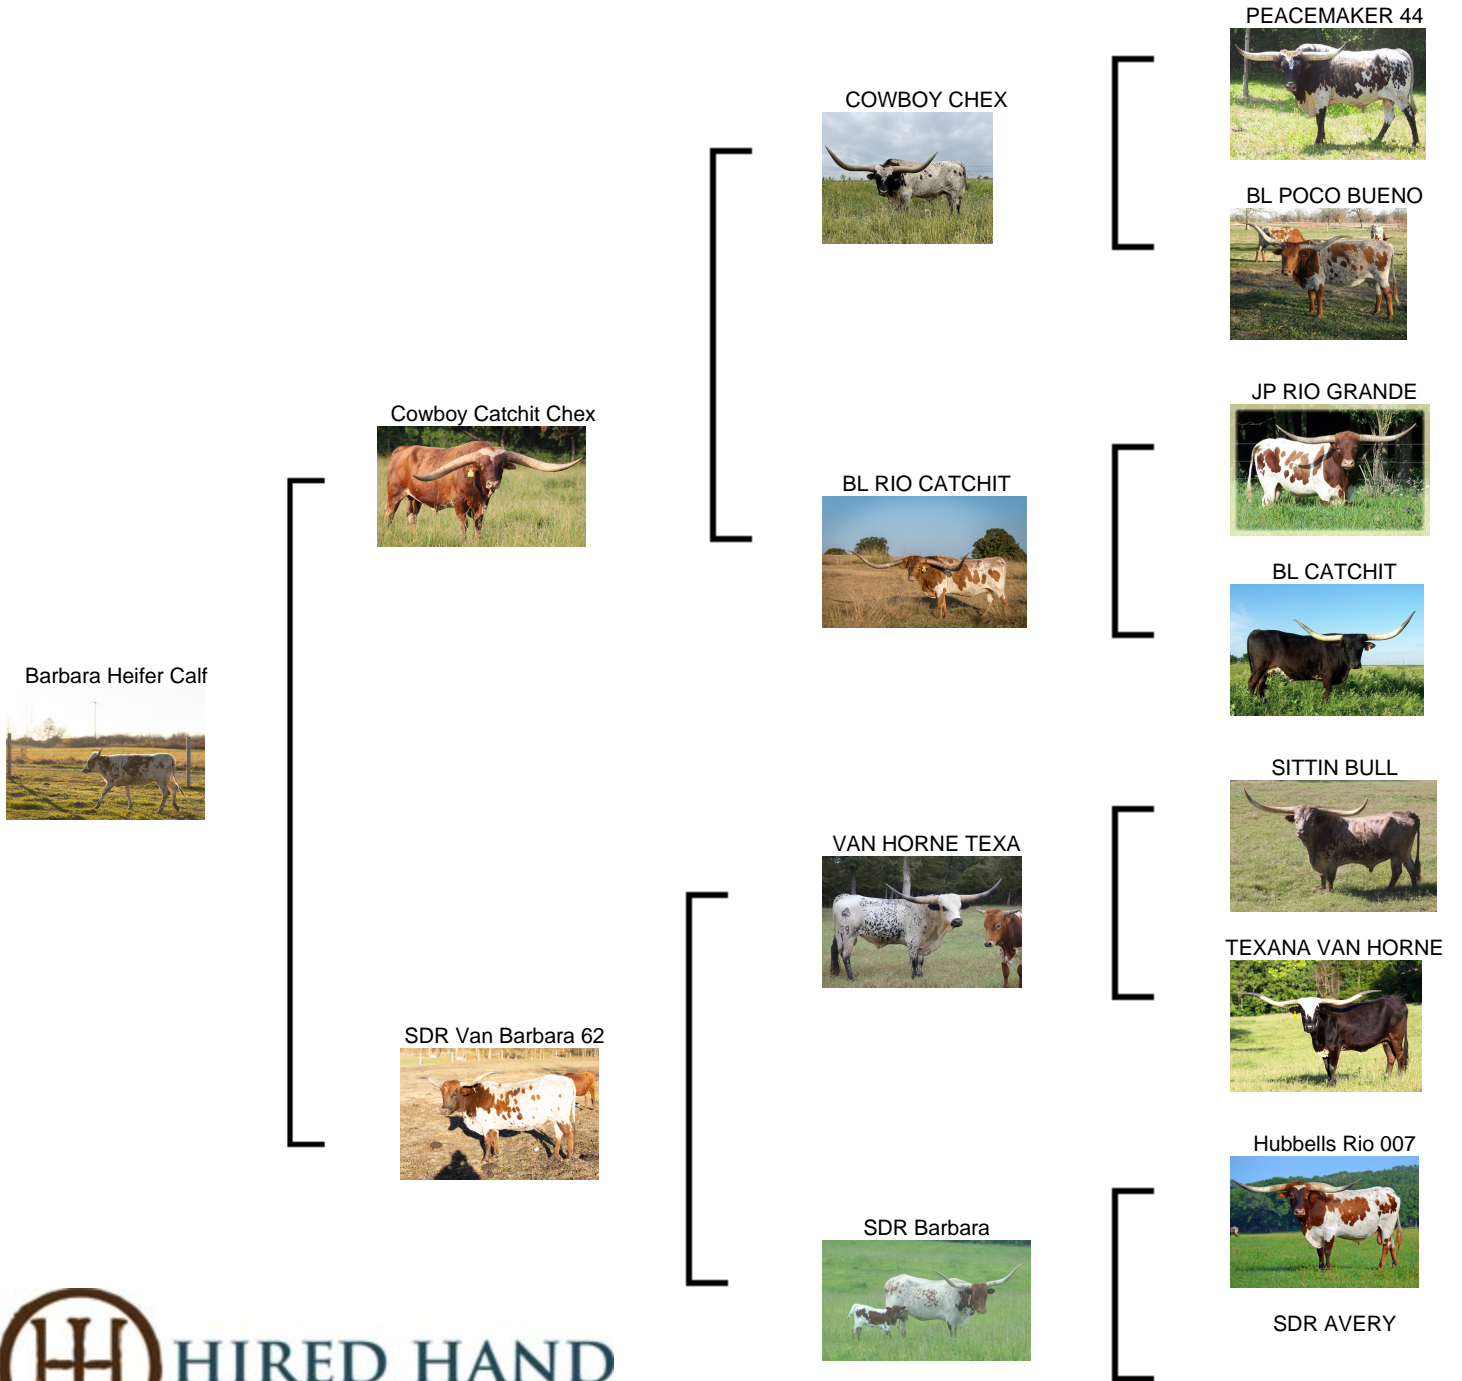 PEACEMAKER 44
COWBOY CHEX
BL POCO BUENO
JP RIO GRANDE
Cowboy Catchit Chex
BL RIO CATCHIT
BL CATCHIT
Barbara Heifer Calf
SITTIN BULL
VAN HORNE TEXA
TEXANA VAN HORNE
SDR Van Barbara 62
Hubbells Rio 007
SDR Barbara
SDR AVERY
HIRED HAND